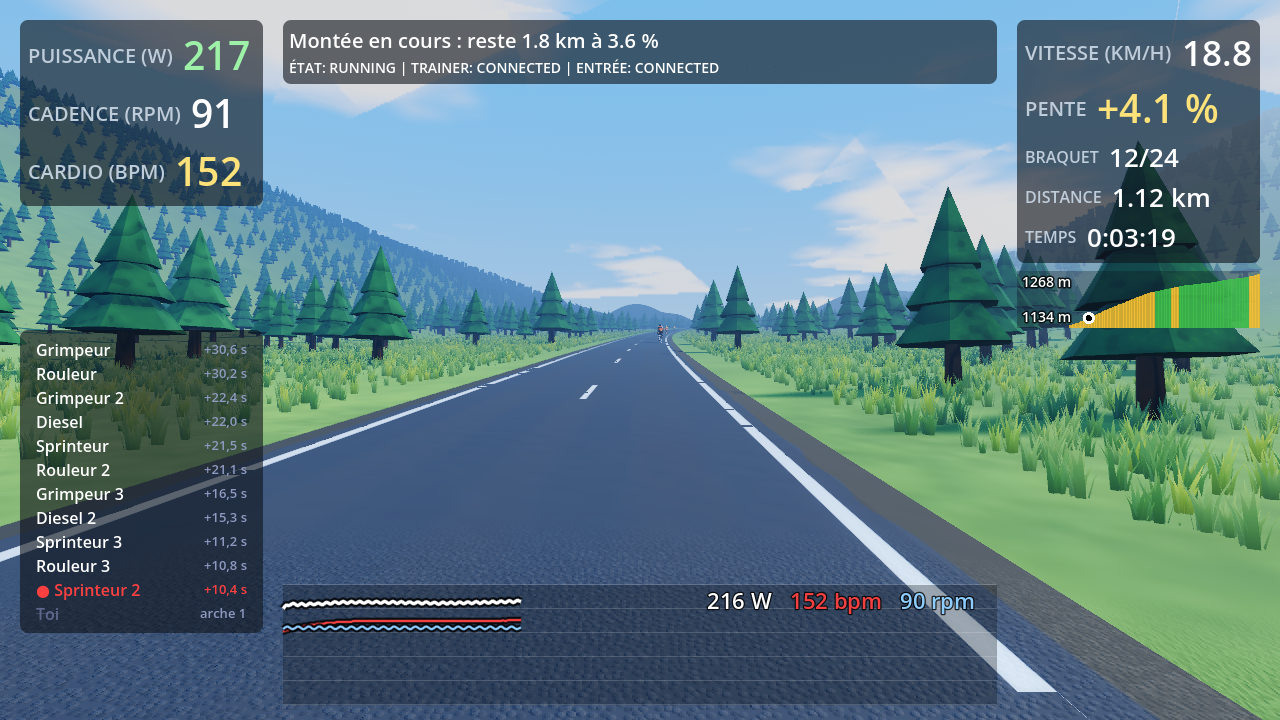 PUISSANCE (W) 217
CADENCE (RPM) 91
CARDIO (BPM) 152
Montée en cours : reste 1.8 km à 3.6 %
ÉTAT: RUNNING | TRAINER: CONNECTED | ENTRÉE: CONNECTED
VITESSE (KM/H) 18.8
PENTE +4.1 %
BRAQUET 12/24
DISTANCE 1.12 km
TEMPS 0:03:19
1268 m
1134 m
Grimpeur +30,6 s
Rouleur +30,2 s
Grimpeur 2 +22,4 s
Diesel +22,0 s
Sprinteur +21,5 s
Rouleur 2 +21,1 s
Grimpeur 3 +16,5 s
Diesel 2 +15,3 s
Sprinteur 3 +11,2 s
Rouleur 3 +10,8 s
Sprinteur 2 +10,4 s
Toi arche 1
216 W 152 bpm 90 rpm